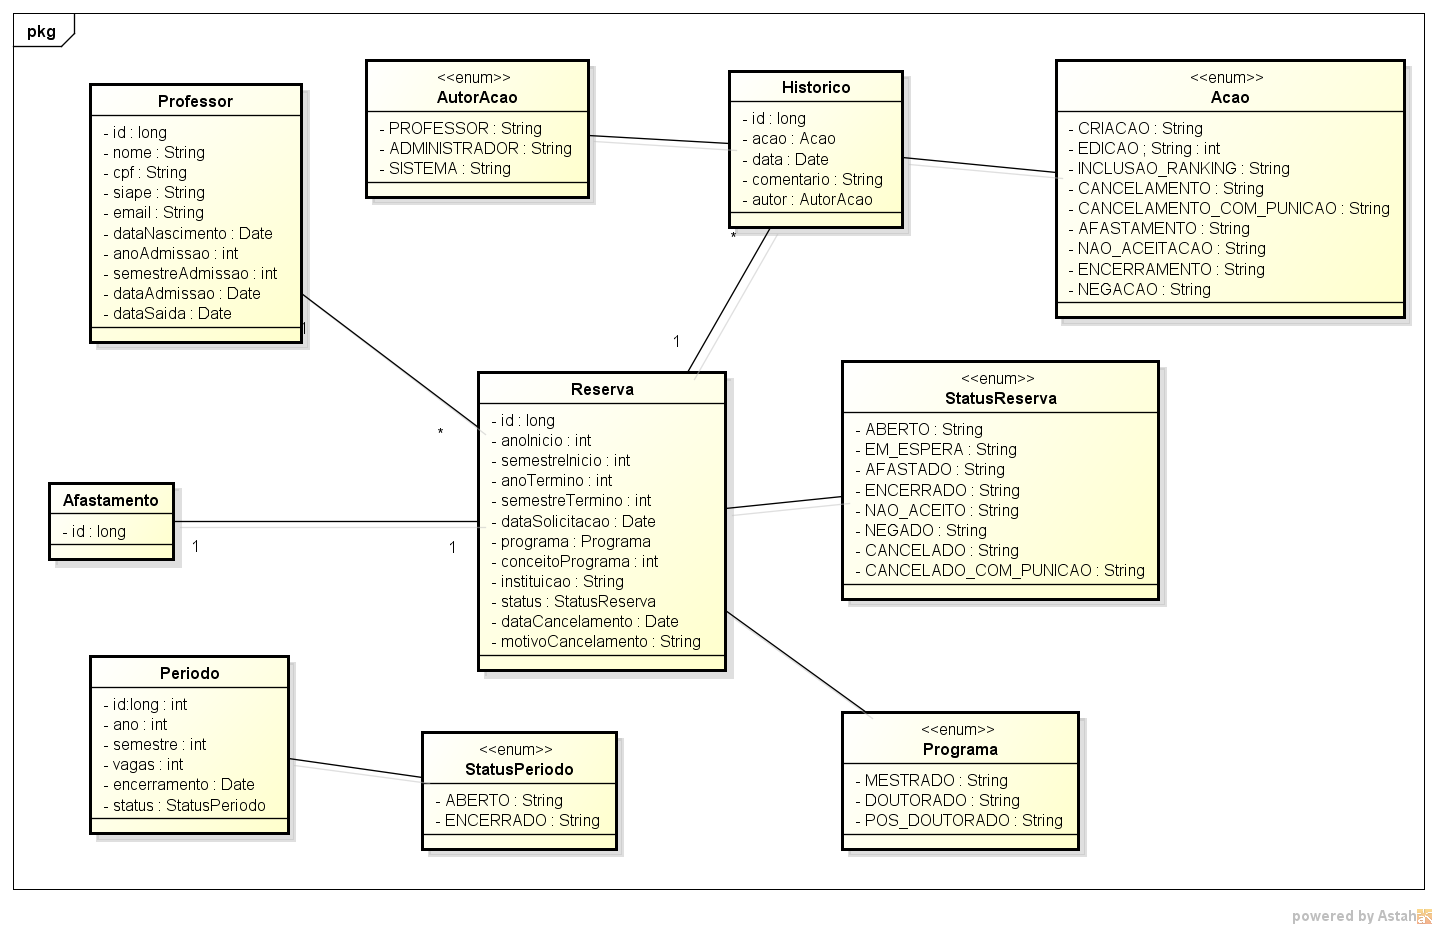 pkg
Professor
- id : long
- nome : String
- cpf : String
- siape : String
- email : String
- dataNascimento : Date
- anoAdmissao : int
- semestreAdmissao : int
- dataAdmissao : Date
- dataSaida : Date
1
*
<<enum>>
AutorAcao
- PROFESSOR : String
- ADMINISTRADOR : String
- SISTEMA : String
Historico
- id : long
- acao : Acao
- data : Date
- comentario : String
- autor : AutorAcao
*
1
<<enum>>
Acao
- CRIACAO : String
- EDICAO ; String : int
- INCLUSAO_RANKING : String
- CANCELAMENTO : String
- CANCELAMENTO_COM_PUNICAO : String
- AFASTAMENTO : String
- NAO_ACEITACAO : String
- ENCERRAMENTO : String
- NEGACAO : String
Reserva
- id : long
- anoInicio : int
- semestreInicio : int
- anoTermino : int
- semestreTermino : int
- dataSolicitacao : Date
- programa : Programa
- conceitoPrograma : int
- instituicao : String
- status : StatusReserva
- dataCancelamento : Date
- motivoCancelamento : String
<<enum>>
StatusReserva
- ABERTO : String
- EM_ESPERA : String
- AFASTADO : String
- ENCERRADO : String
- NAO_ACEITO : String
- NEGADO : String
- CANCELADO : String
- CANCELADO_COM_PUNICAO : String
Afastamento
- id : long
1
1
Periodo
- id:long : int
- ano : int
- semestre : int
- vagas : int
- encerramento : Date
- status : StatusPeriodo
<<enum>>
StatusPeriodo
- ABERTO : String
- ENCERRADO : String
<<enum>>
Programa
- MESTRADO : String
- DOUTORADO : String
- POS_DOUTORADO : String
powered by Astah